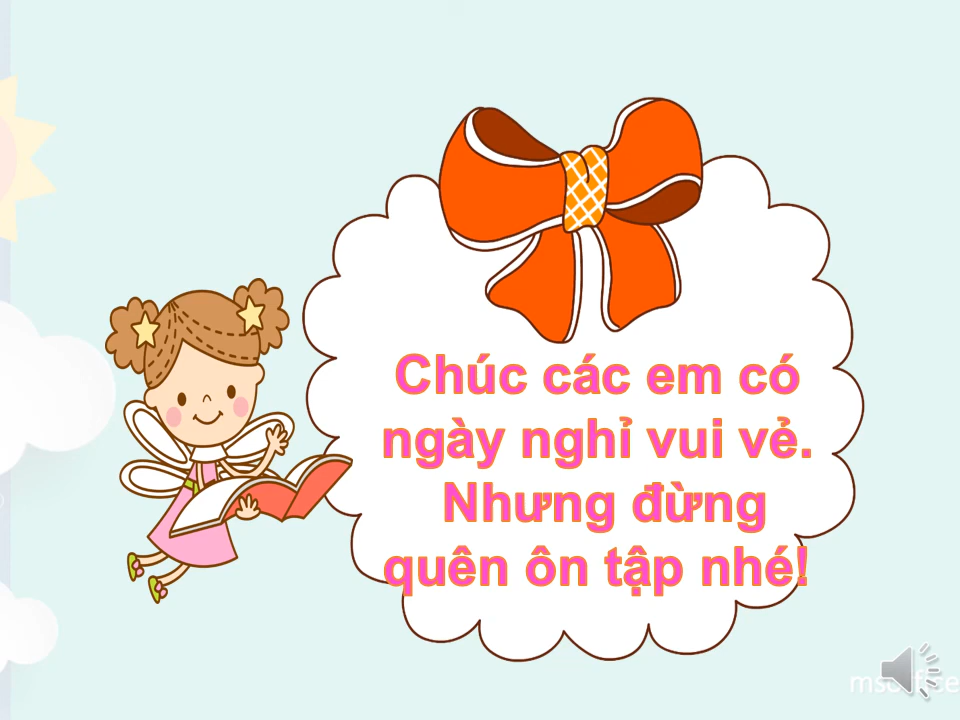 Chúc các em có
ngày nghỉ vui vẻ.
Nhưng đừng
quên ôn tập nhé!